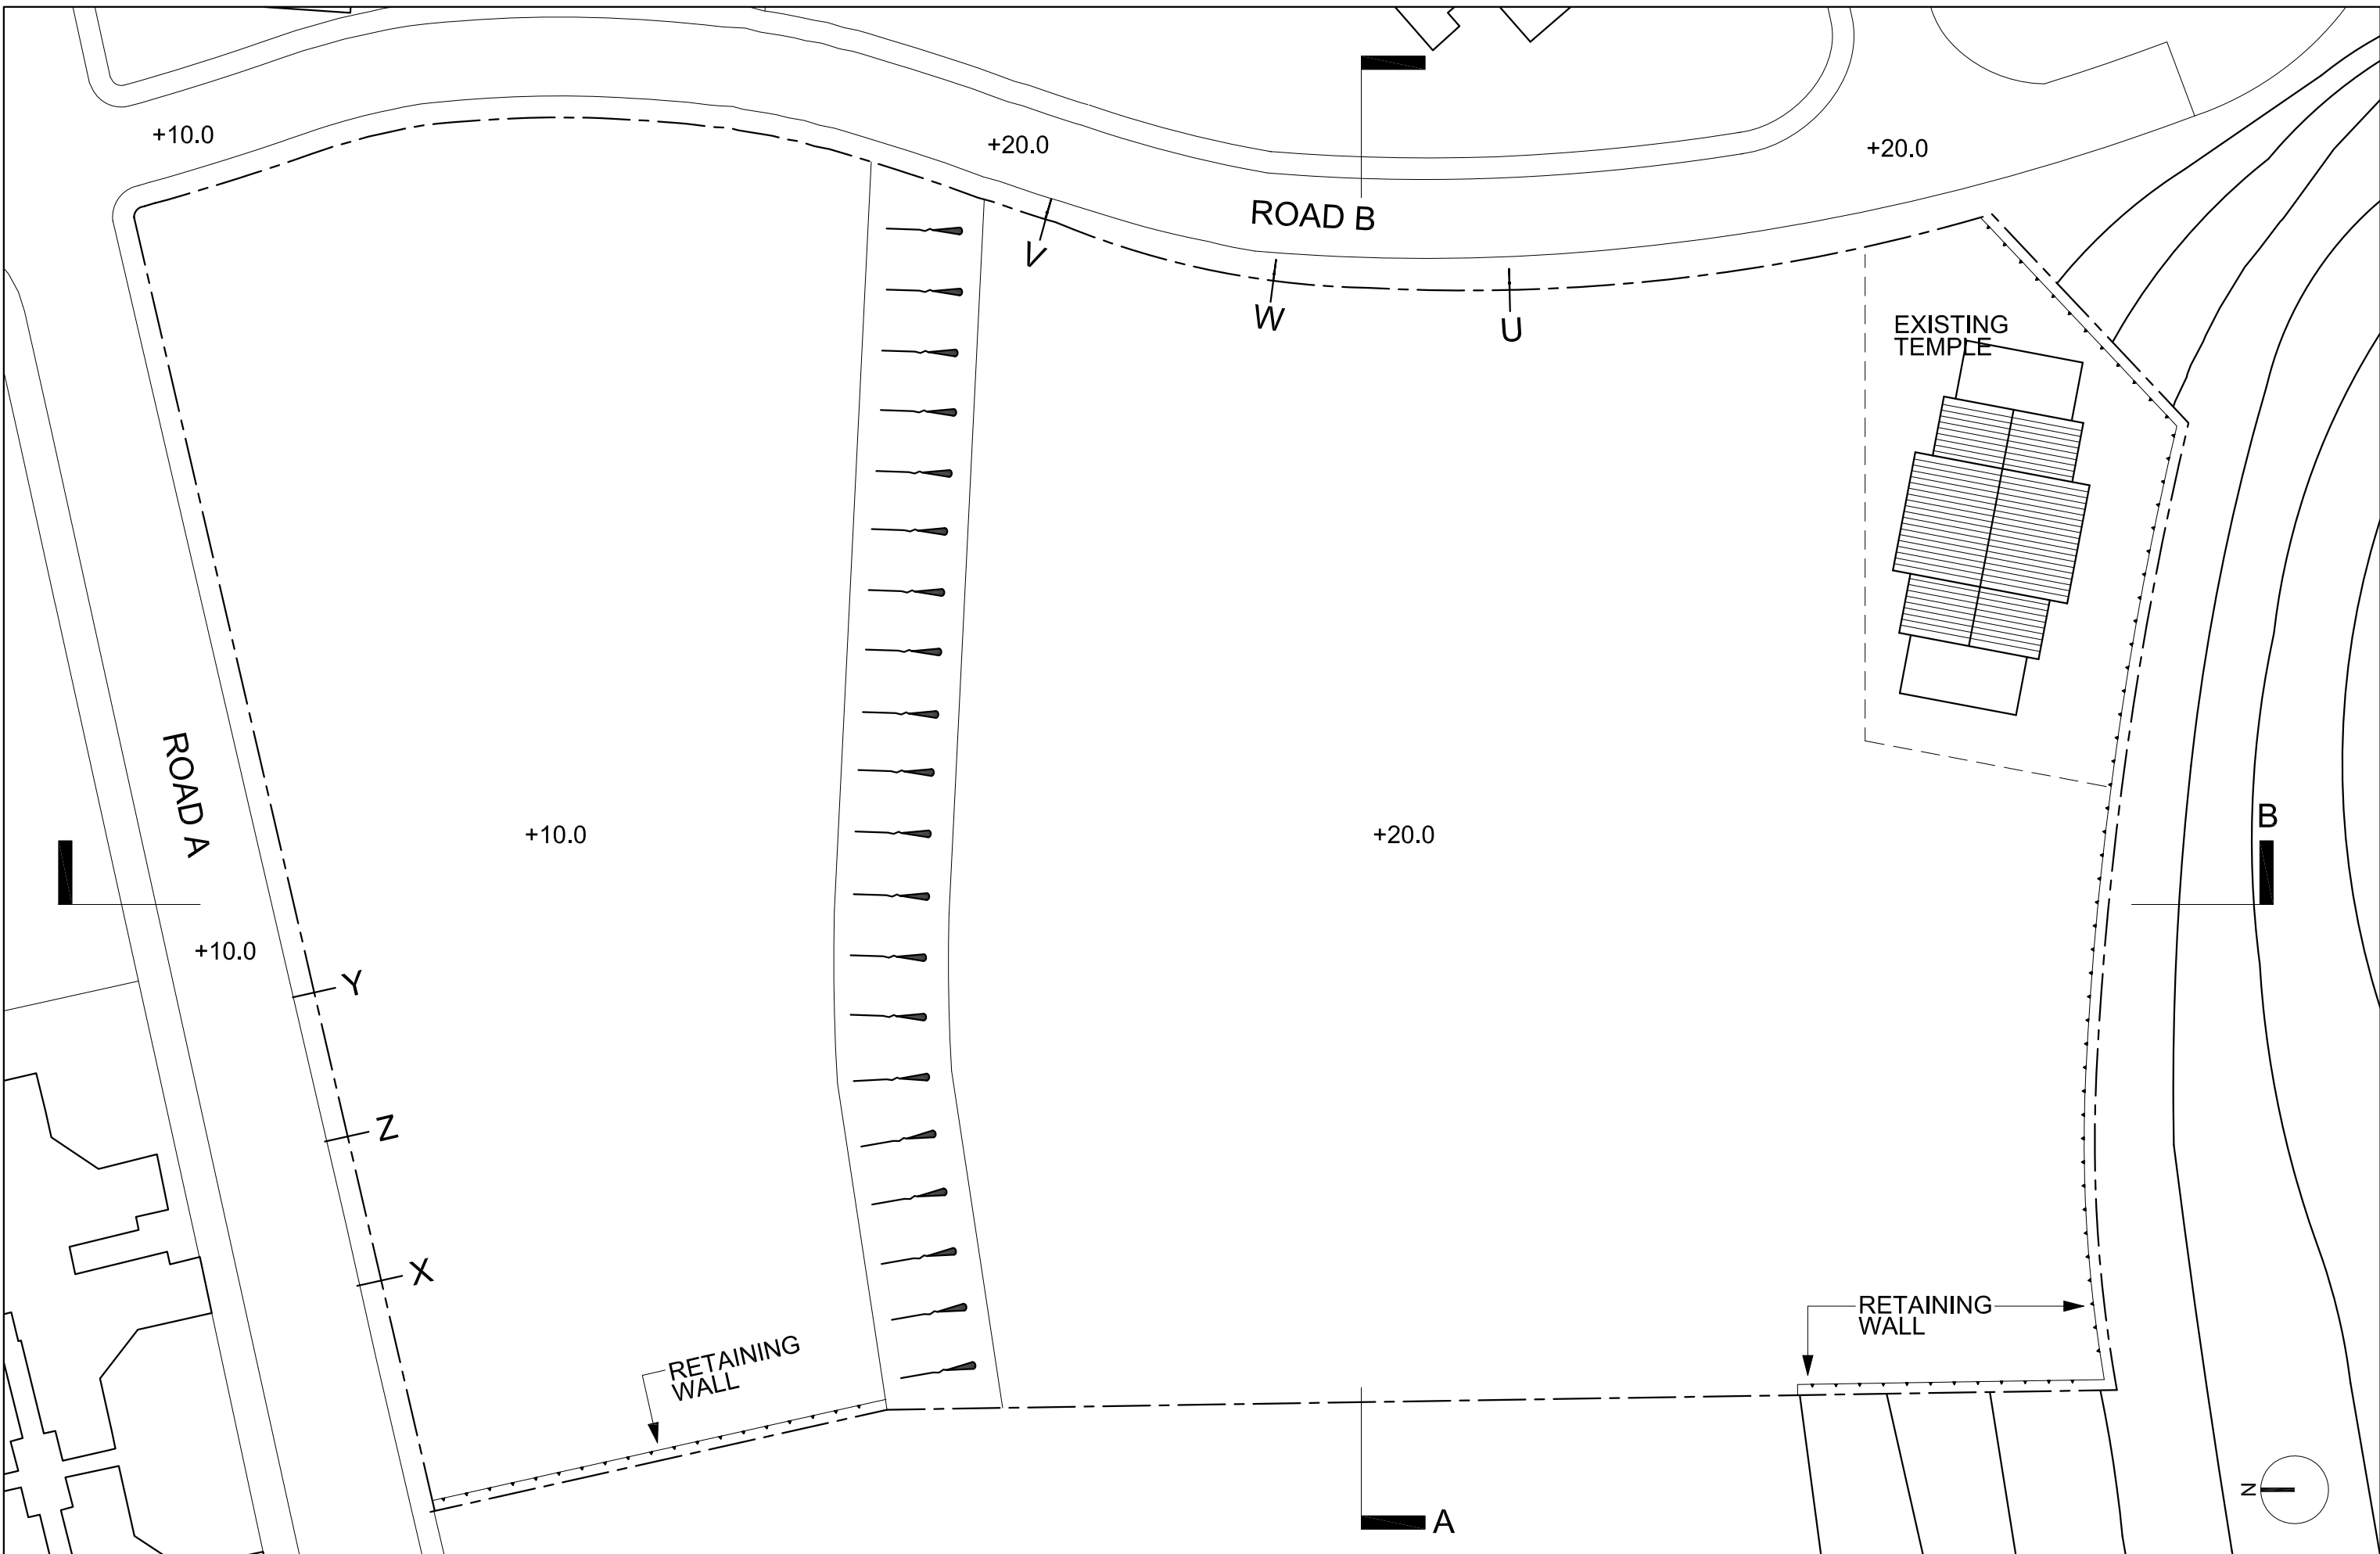 +10.0
+20.0
+20.0
ROAD B
V
W
U
EXISTING
TEMPLE
ROAD A
+10.0
+20.0
B
+10.0
Y
Z
X
RETAINING
WALL
RETAINING
WALL
A
N